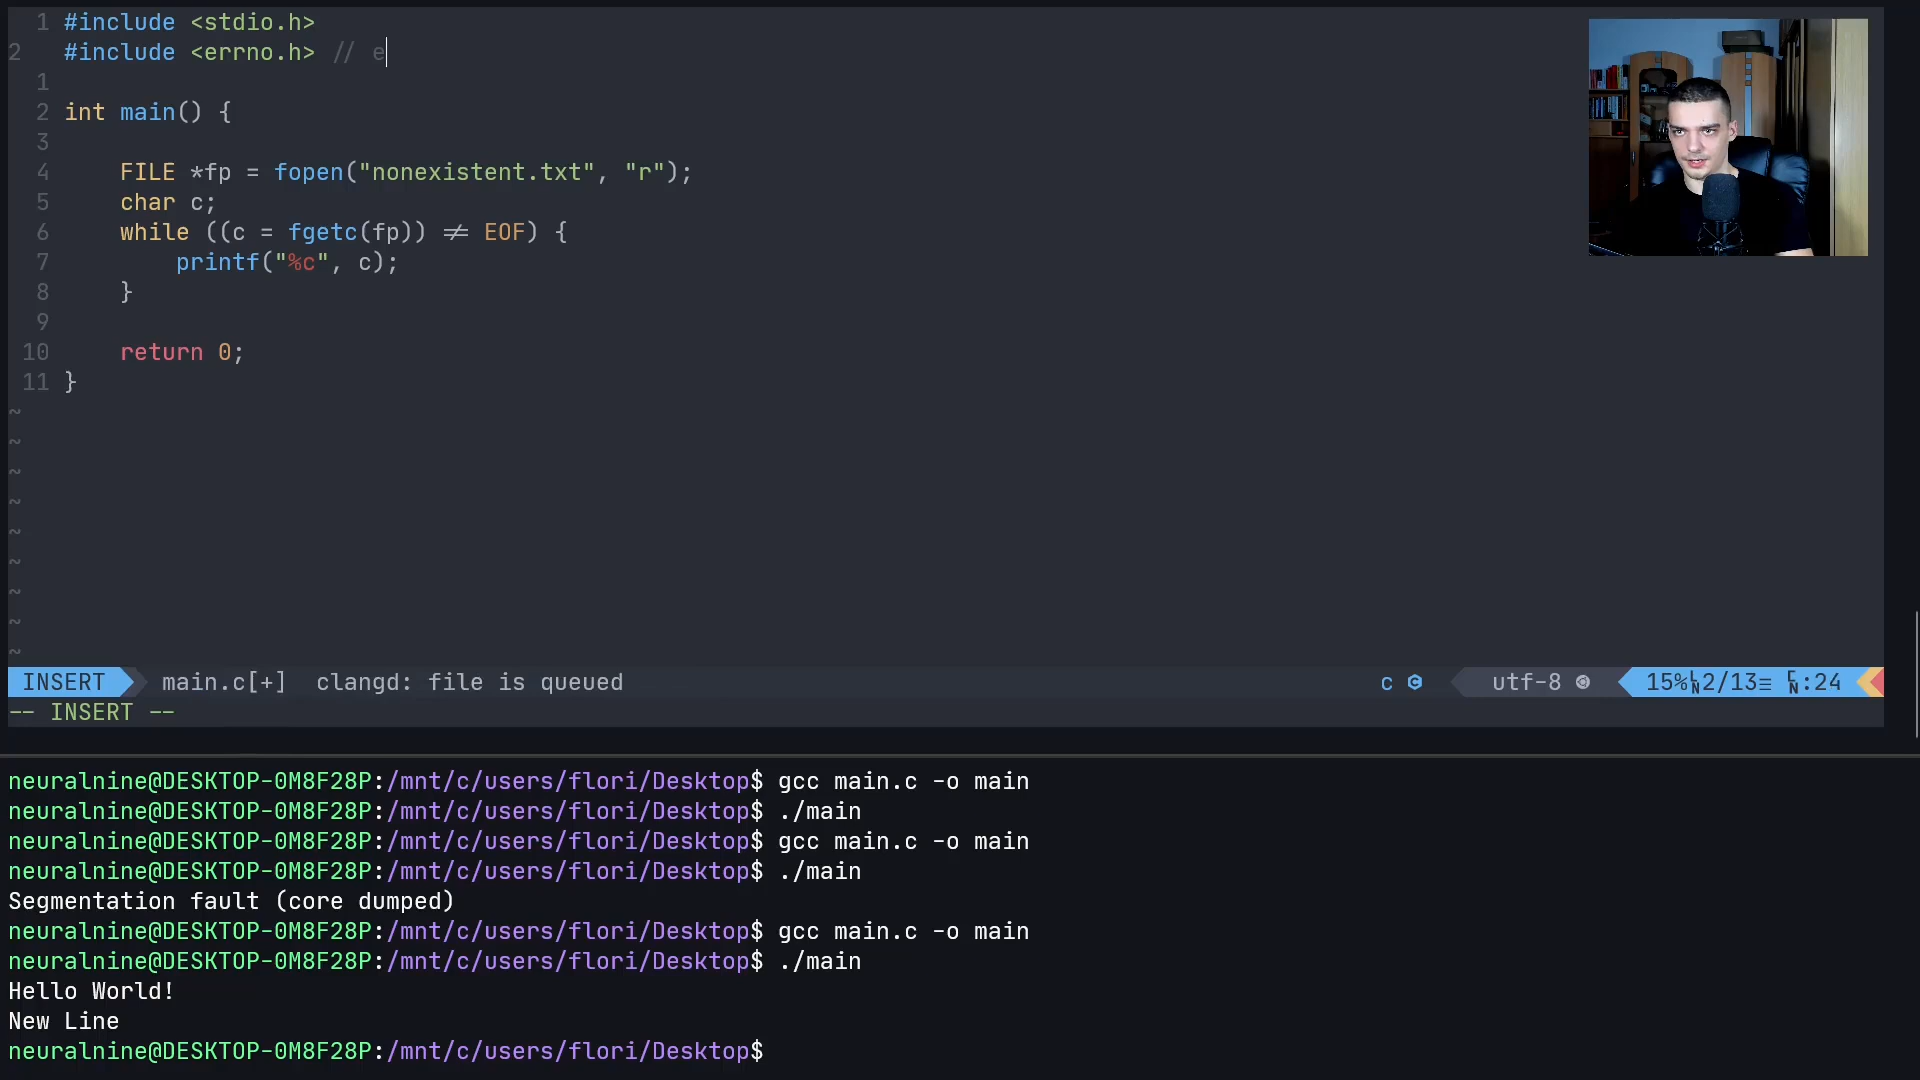 1 #include <stdio.h>
2 #include <errno.h> // e
1
2 int main() {
3
4 FILE *fp = fopen("nonexistent.txt", "r");
5 char c;
6 while ((c = fgetc(fp)) ≠ EOF) {
7 printf("%c", c);
8 }
9
10 return 0;
11 }
~
~
~
~
~
~
~
~
~
INSERT main.c[+] clangd: file is queued c utf-8 15% LN 2/13≡ CN:24
-- INSERT --
neuralnine@DESKTOP-0M8F28P:/mnt/c/users/flori/Desktop$ gcc main.c -o main
neuralnine@DESKTOP-0M8F28P:/mnt/c/users/flori/Desktop$ ./main
neuralnine@DESKTOP-0M8F28P:/mnt/c/users/flori/Desktop$ gcc main.c -o main
neuralnine@DESKTOP-0M8F28P:/mnt/c/users/flori/Desktop$ ./main
Segmentation fault (core dumped)
neuralnine@DESKTOP-0M8F28P:/mnt/c/users/flori/Desktop$ gcc main.c -o main
neuralnine@DESKTOP-0M8F28P:/mnt/c/users/flori/Desktop$ ./main
Hello World!
New Line
neuralnine@DESKTOP-0M8F28P:/mnt/c/users/flori/Desktop$